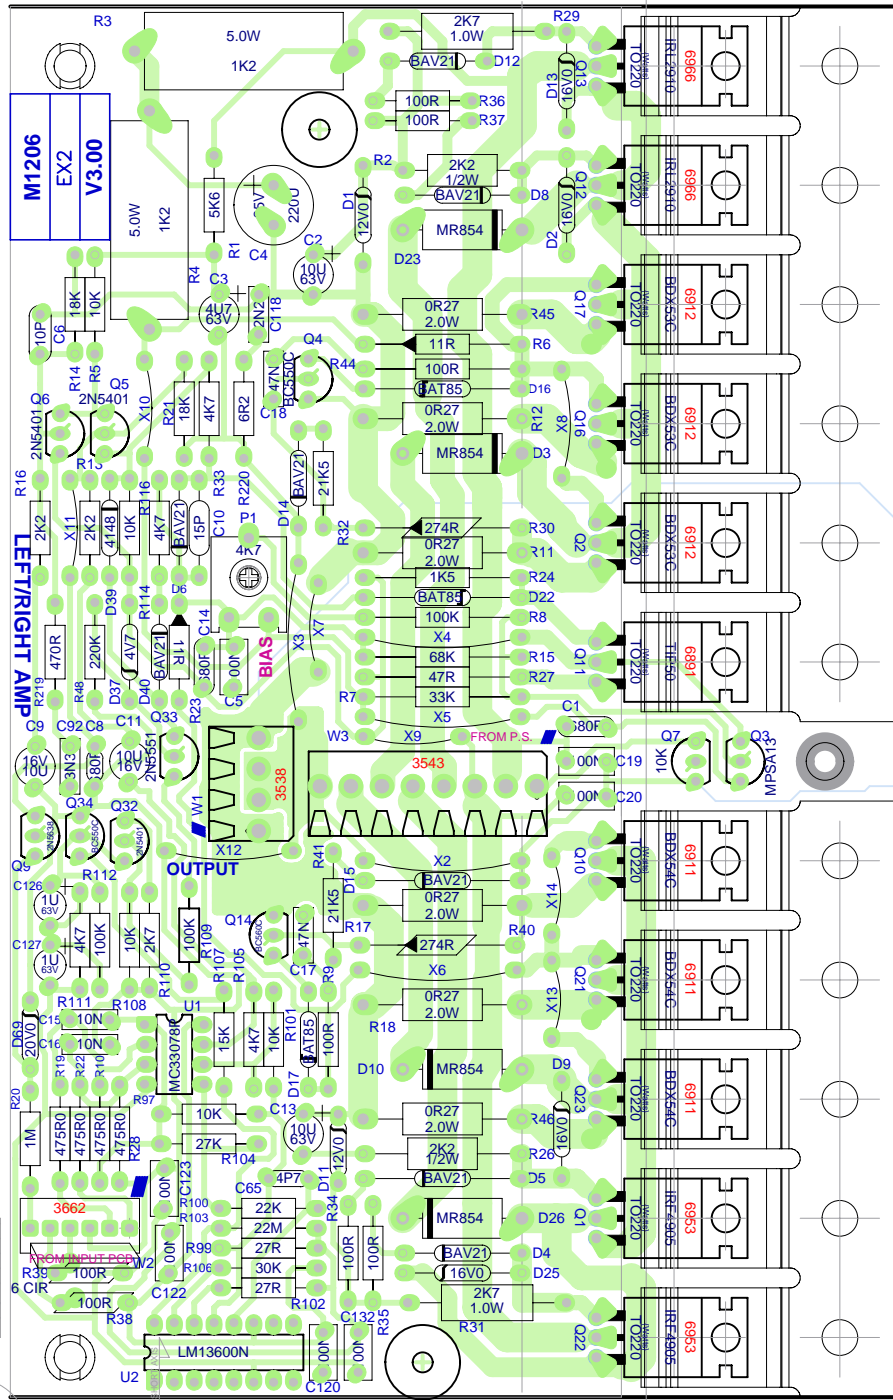 R3
5.0W
1K2
2K7
1.0W
R29
BAV21
D12
D13
16V0
Q13
IRL2910
TO220
6966
100R
R36
100R
R37
M1206
EX2
V3.00
5.0W
1K2
R4
5K6
R1
220U
C4
R2
D1
12V0
2K2
1/2W
BAV21
D8
D2
16V0
Q12
IRL2910
TO220
6966
MR854
D23
C2
10U
63V
C3
4U7
63V
2N2
C118
18K
10K
R14
R5
10P
C6
0R27
2.0W
R45
11R
R6
100R
BAT85
D16
0R27
2.0W
R12
MR854
D3
X8
Q17
BDX53C
TO220
6912
Q16
BDX53C
TO220
6912
Q4
BC550C
R44
47N
C18
Q6
2N5401
Q5
2N5401
X10
R21
18K
4K7
6R2
R13
R16
R33
R220
2K2
X11
2K2
4148
10K
R116
4K7
BAV21
15P
C10
P1
4K7
BAV21
D14
21K5
R32
274R
R30
0R27
2.0W
R11
1K5
R24
BAT85
D22
100K
R8
X4
68K
R15
47R
R27
33K
R7
X5
X9
W3
Q2
BDX53C
TO220
6912
Q11
TIP50
TO220
6891
LEFT/RIGHT AMP
D39
R114
D6
C14
470R
R219
220K
R48
4V7
D37
BAV21
D40
11R
R23
C5
BIAS
X3
X7
C1
FROM P.S.
C19
C20
3543
Q7
10K
Q3
MPSA13
C9
16V
10U
C92
3N3
C8
C11
10U
16V
Q33
2N5551
W1
3538
X12
OUTPUT
Q9
2N5638
Q34
BC550C
Q32
2N5401
R112
C126
1U
63V
C127
1U
63V
4K7
100K
10K
2K7
100K
R109
R110
Q14
BC560C
47N
C17
R41
21K5
D15
X2
BAV21
0R27
2.0W
R17
274R
R40
X6
X14
X13
Q10
BDX54C
TO220
6911
Q21
BDX54C
TO220
6911
R107
R105
R9
R111
R108
U1
D69
20V0
C15
10N
C16
10N
MC33078P
15K
4K7
10K
R101
BAT85
D17
100R
0R27
2.0W
R18
D10
MR854
D9
16V0
Q23
BDX54C
TO220
6911
R19
R22
R10
R20
1M
475R0
475R0
475R0
475R0
R28
R97
10K
27K
R104
C13
10U
63V
12V0
D11
0R27
2.0W
R46
2K2
1/2W
R26
BAV21
D5
4P7
C65
C123
R100
R103
22K
22M
R99
27R
R106
30K
27R
R102
R34
100R
100R
R35
MR854
D26
Q1
IRF4905
TO220
6953
BAV21
D4
16V0
D25
2K7
1.0W
R31
Q22
IRF4905
TO220
6953
3662
FROM INPUT PCB
W2
R39
6 CIR
100R
100R
R38
C122
LM13600N
U2
C120
C132